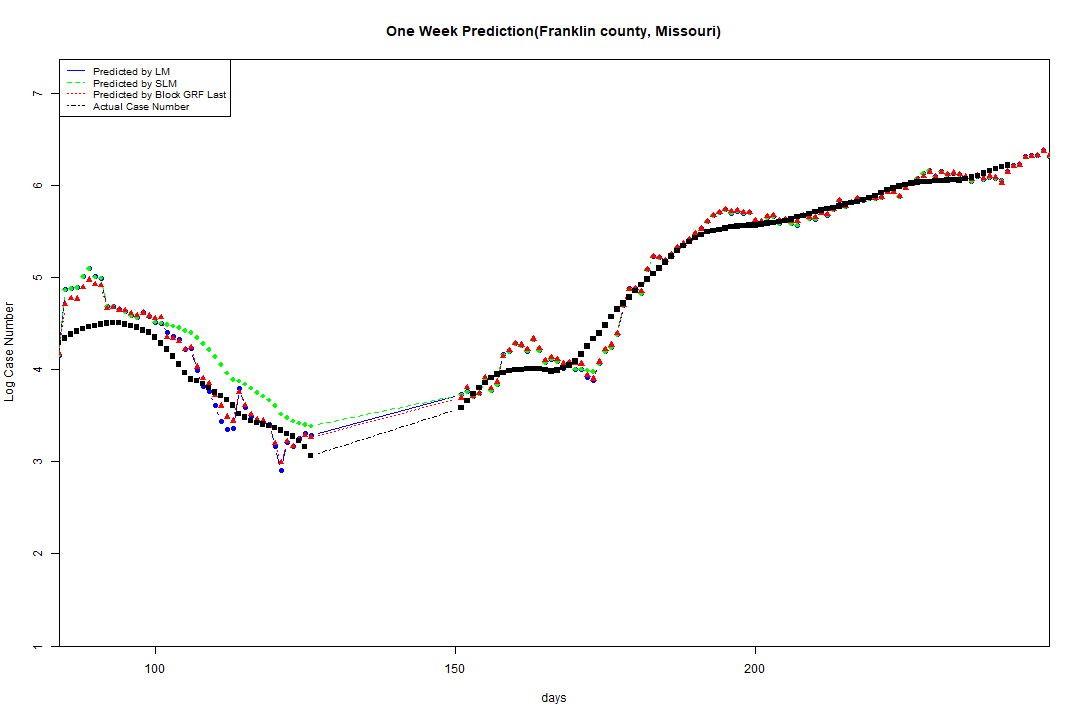 One Week Prediction(Franklin county, Missouri)
Predicted by LM
Predicted by SLM
Predicted by Block GRF Last
Actual Case Number
Log Case Number
7
6
5
4
3
2
1
100
150
200
days